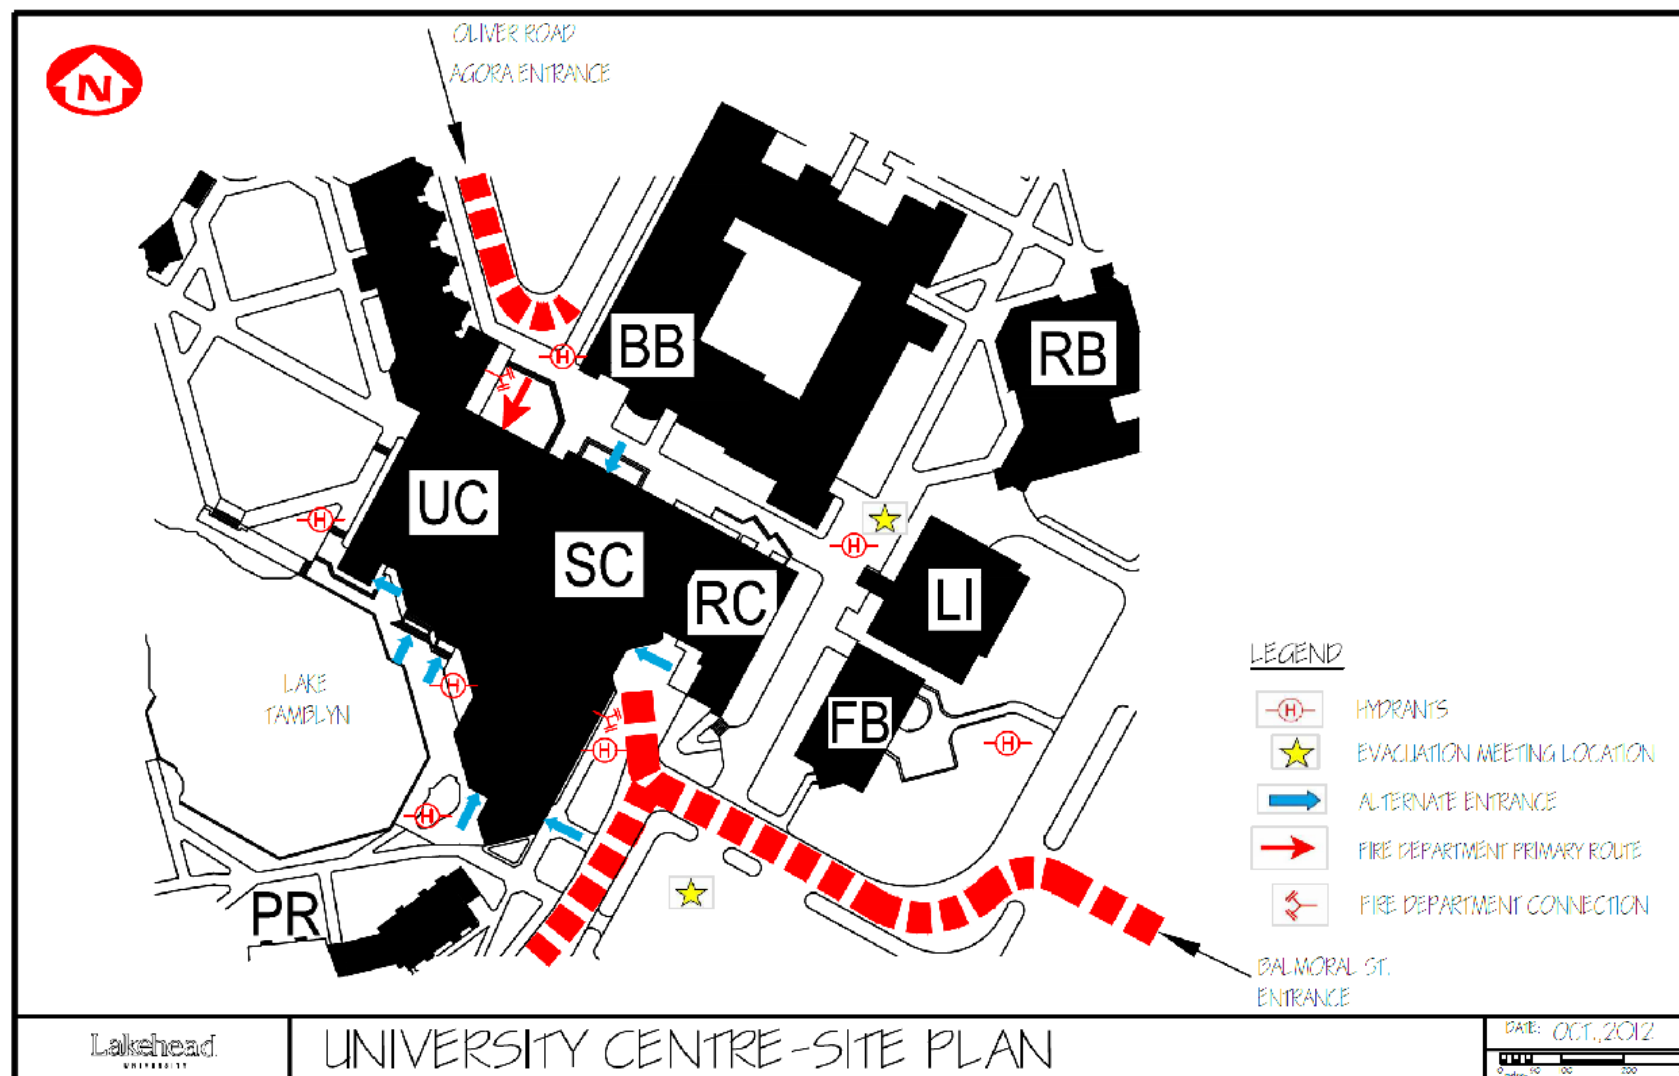 OLIVER ROAD
AGORA ENTRANCE
N
BB
RB
H
UC
H
SC
H
RC
LI
LAKE
TAMBLYN
H
FB
H
H
H
PR
LEGEND
H HYDRANTS
EVACUATION MEETING LOCATION
ALTERNATE ENTRANCE
FIRE DEPARTMENT PRIMARY ROUTE
FIRE DEPARTMENT CONNECTION
BALMORAL ST.
ENTRANCE
Lakehead
UNIVERSITY
UNIVERSITY CENTRE-SITE PLAN
DATE: OCT.,2012